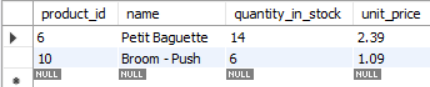 product_id name quantity_in_stock unit_price
6 Petit Baguette 14 2.39
10 Broom - Push 6 1.09
NULL NULL NULL NULL